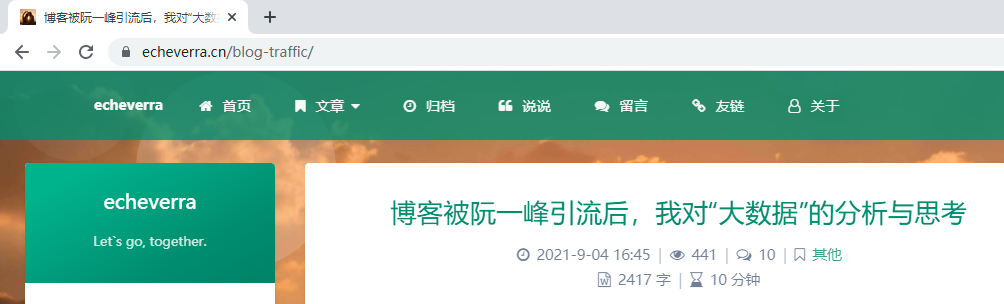 博客被阮一峰引流后，我对“大数据
echeverra.cn/blog-traffic/
echeverra 首页 文章 归档 说说 留言 友链 关于
echeverra
Let`s go, together.
博客被阮一峰引流后，我对“大数据”的分析与思考
2021-9-04 16:45 | 441 | 10 | 其他
2417 字 | 10 分钟